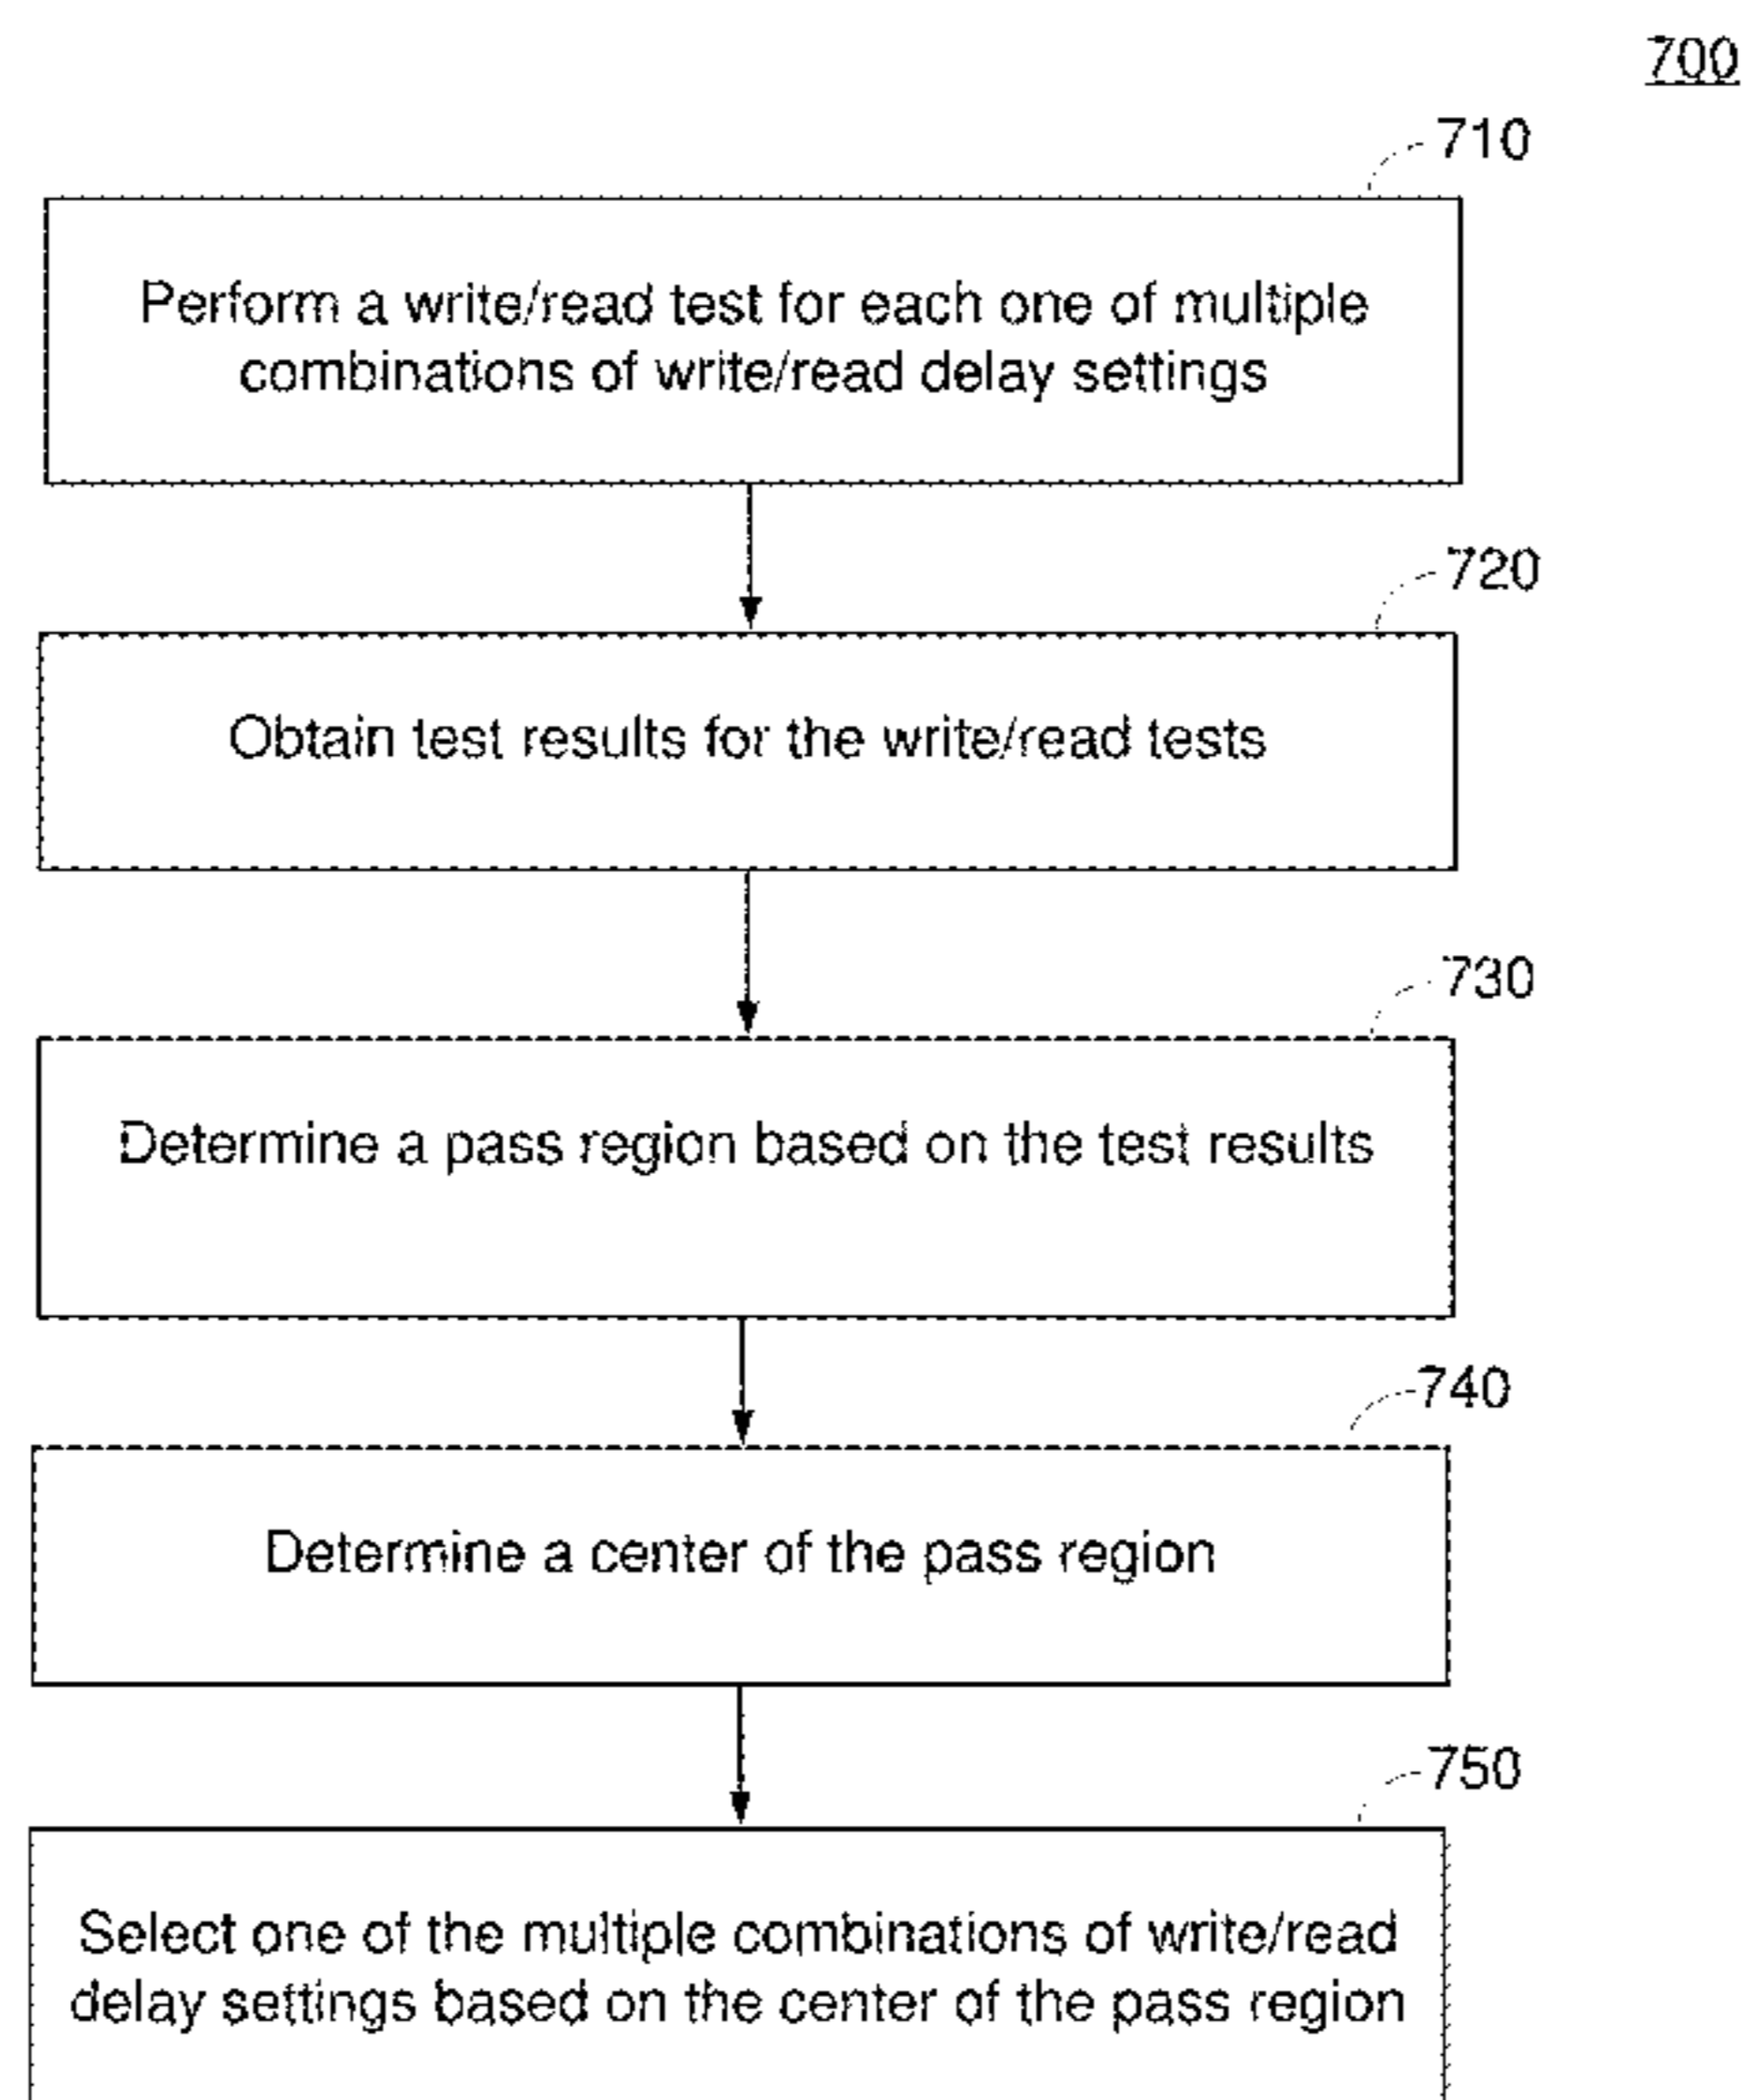 700
710
Perform a write/read test for each one of multiple
combinations of write/read delay settings
720
Obtain test results for the write/read tests
730
Determine a pass region based on the test results
740
Determine a center of the pass region
750
Select one of the multiple combinations of write/read
delay settings based on the center of the pass region